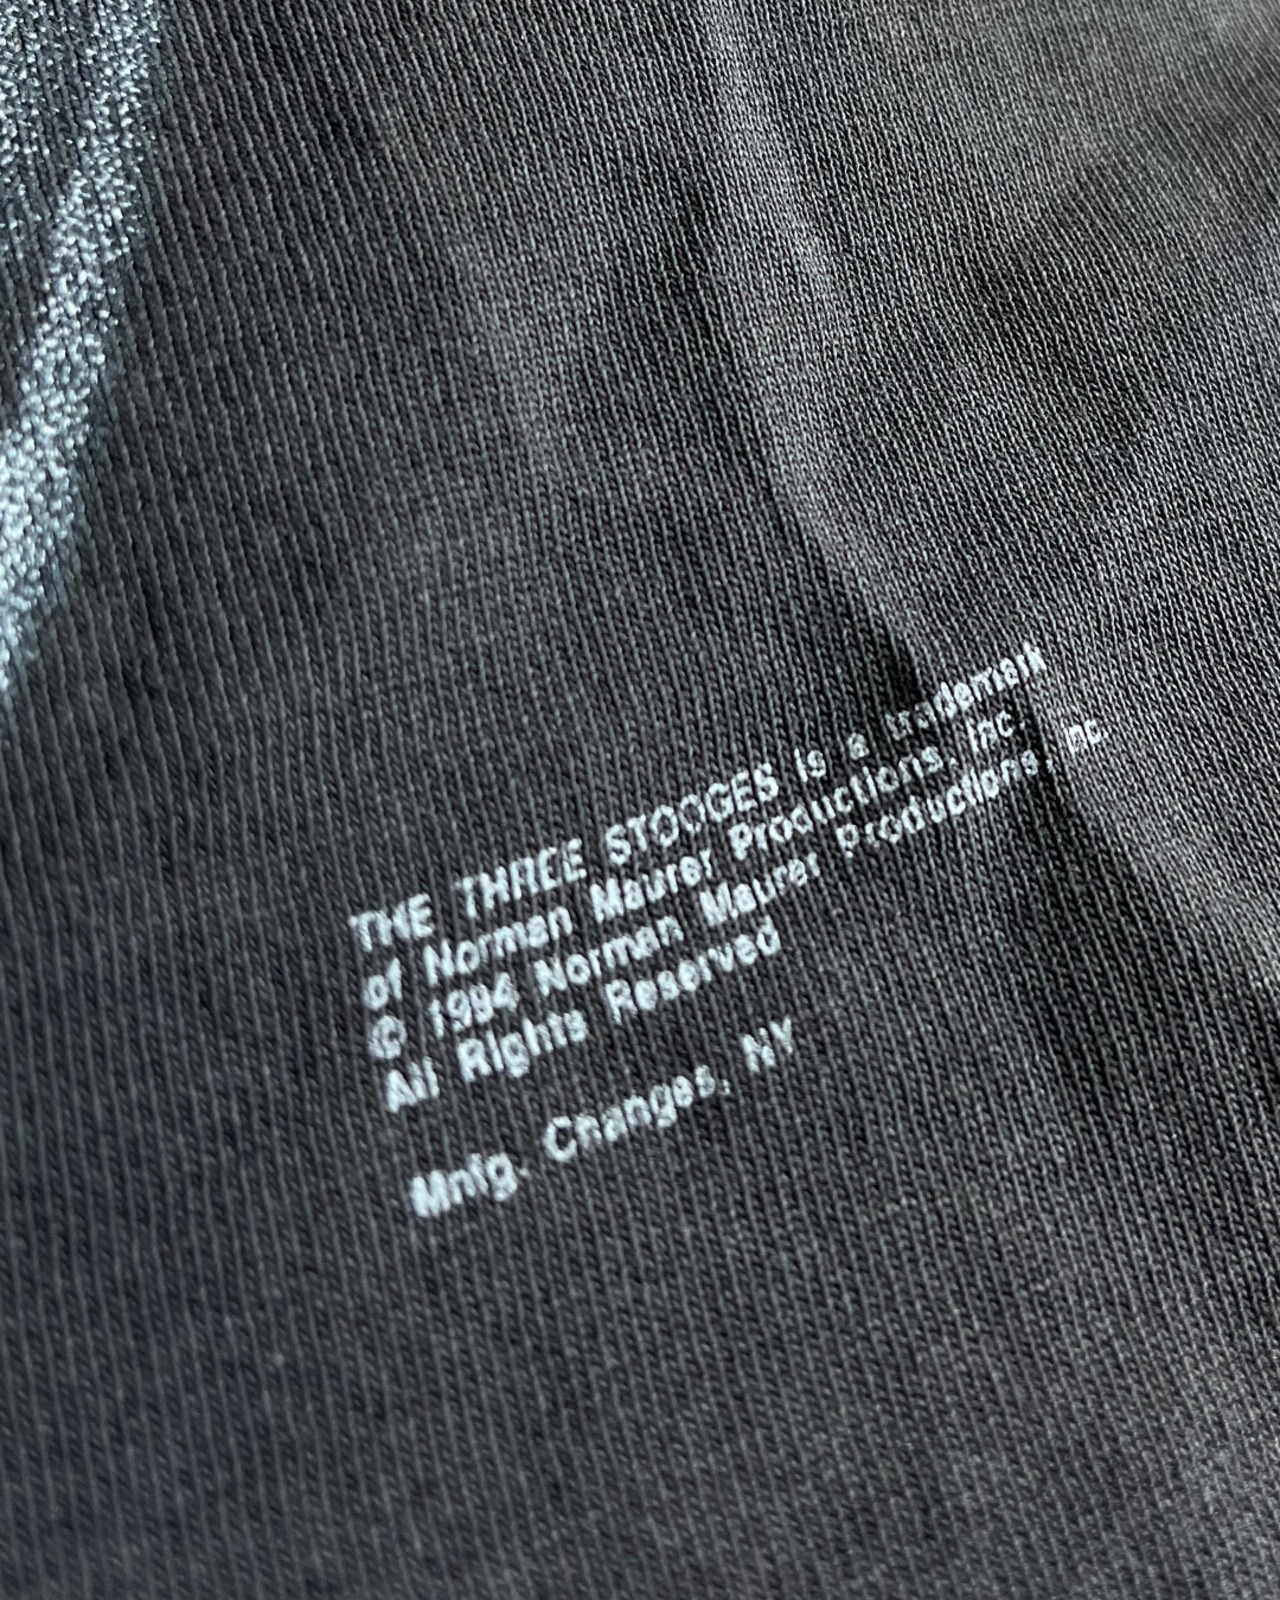 THE THREE STOOGES is a trademark
of Norman Maurer Productions, Inc.
© 1994 Norman Maurer Productions, Inc.
All Rights Reserved
Mnfg. Changes, NY